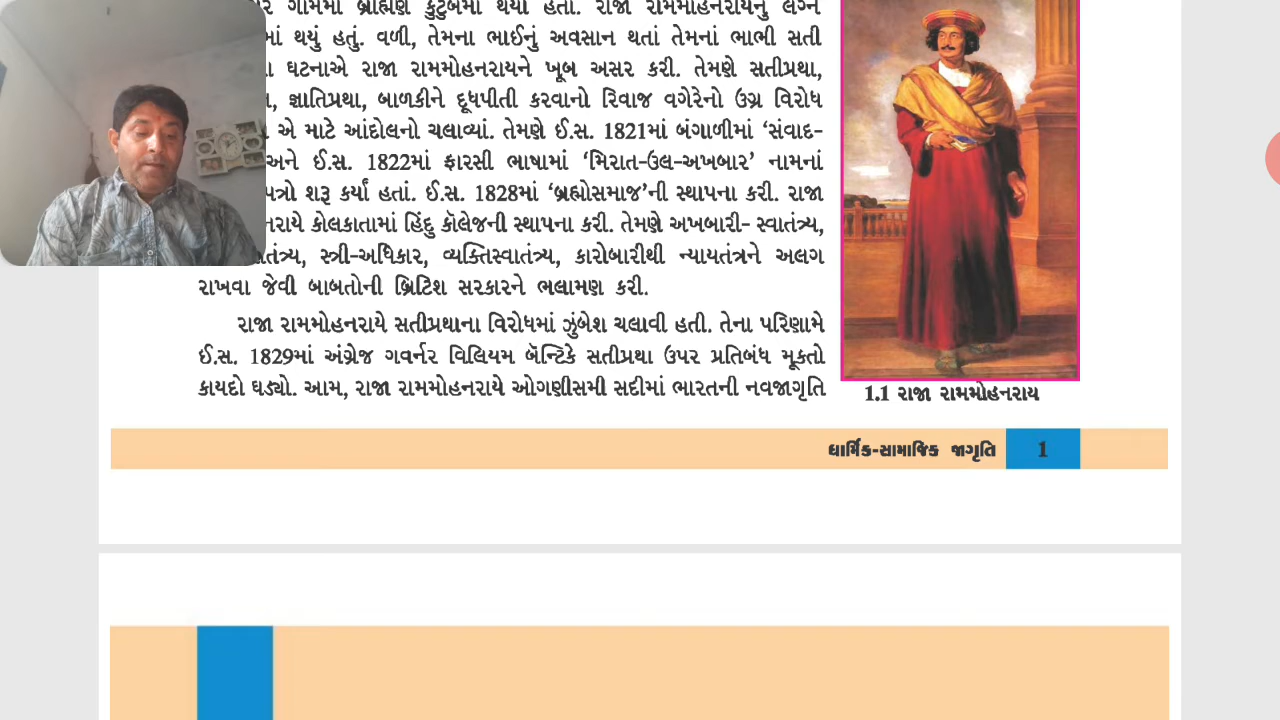 ગામમાં બ્રાહ્મણ કુટુંબમાં થયો હતો. રાજા રામમોહનરાયનું લગ્ન
થયું હતું. વળી, તેમના ભાઈનું અવસાન થતાં તેમનાં ભાભી સતી
ઘટનાએ રાજા રામમોહનરાયને ખૂબ અસર કરી. તેમણે સતીપ્રથા,
જ્ઞાતિપ્રથા, બાળકીને દૂધપીતી કરવાનો રિવાજ વગેરેનો ઉગ્ર વિરોધ
એ માટે આંદોલનો ચલાવ્યાં. તેમણે ઈ.સ. 1821માં બંગાળીમાં ‘સંવાદ-
અને ઈ.સ. 1822માં ફારસી ભાષામાં ‘મિરાત-ઉલ-અખબાર’ નામનાં
શરૂ કર્યાં હતાં. ઈ.સ. 1828માં ‘બ્રહ્મોસમાજ’ની સ્થાપના કરી. રાજા
કોલકાતામાં હિંદુ કૉલેજની સ્થાપના કરી. તેમણે અખબારી- સ્વાતંત્ર્ય,
સ્ત્રી-અધિકાર, વ્યક્તિસ્વાતંત્ર્ય, કારોબારીથી ન્યાયતંત્રને અલગ
રાખવા જેવી બાબતોની બ્રિટિશ સરકારને ભલામણ કરી.
રાજા રામમોહનરાયે સતીપ્રથાના વિરોધમાં ઝુંબેશ ચલાવી હતી. તેના પરિણામે
ઈ.સ. 1829માં અંગ્રેજ ગવર્નર વિલિયમ બૅન્ટિકે સતીપ્રથા ઉપર પ્રતિબંધ મૂકતો
કાયદો ઘડ્યો. આમ, રાજા રામમોહનરાયે ઓગણીસમી સદીમાં ભારતની નવજાગૃતિ
1.1 રાજા રામમોહનરાય
ધાર્મિક-સામાજિક જાગૃતિ 1